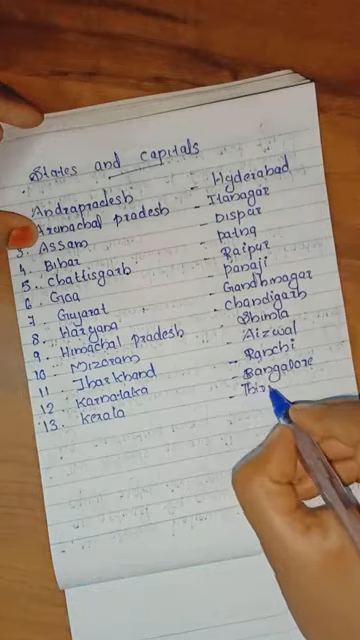 States and capitals
Andrapradesh - Hyderabad
Arunachal pradesh - Itanagar
3. Assam - Dispur
4. Bihar - patna
5. chattisgarh - Raipur
6 Goa - panaji
7 Gujarat - Gandhinagar
8 Haryana - chandigarh
9. Himachal pradesh - Shimla
10 Mizoram - Aizwal
11 Jharkhand - Ranchi
12 Karnataka - Bangalore
13. Kerala - Thir